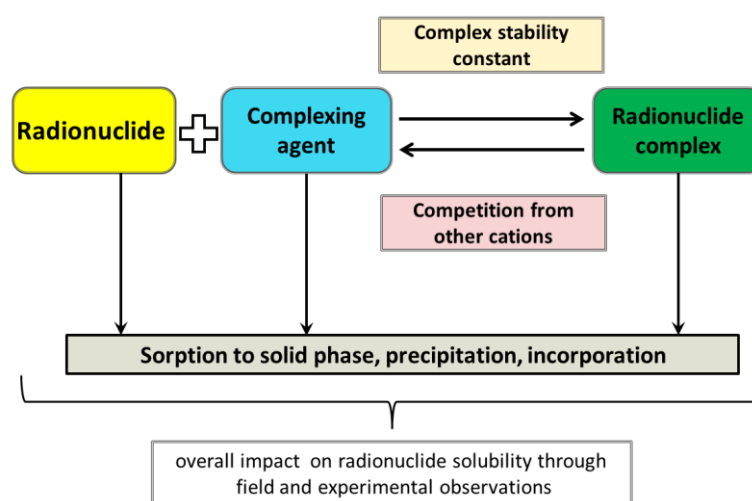 Complex stability
constant
Radionuclide
Complexing
agent
Radionuclide
complex
Competition from
other cations
Sorption to solid phase, precipitation, incorporation
overall impact on radionuclide solubility through
field and experimental observations